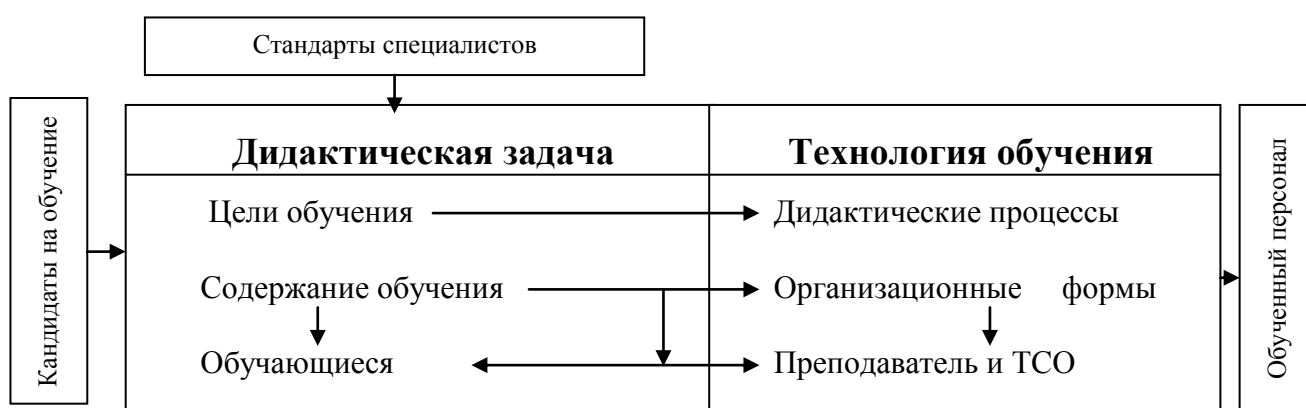 Стандарты специалистов
Кандидаты на обучение
Дидактическая задача
Технология обучения
Цели обучения
Дидактические процессы
Содержание обучения
Организационные формы
Обучающиеся
Преподаватель и ТСО
Обученный персонал